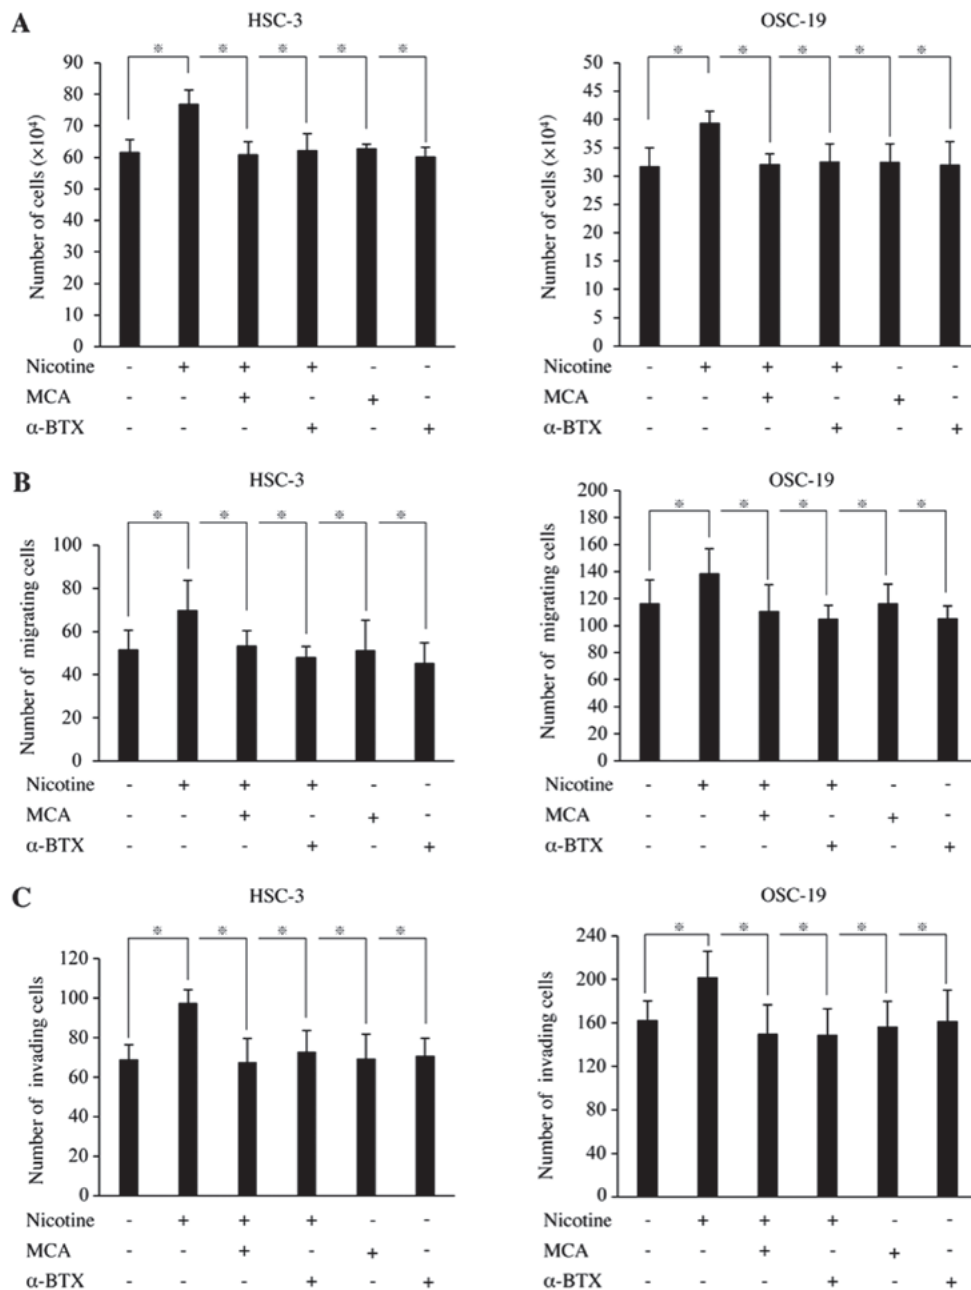 A
HSC-3
OSC-19
※ ※ ※ ※ ※
※ ※ ※ ※ ※
Number of cells (×10⁴)
90
80
70
60
50
40
30
20
10
0
Number of cells (×10⁴)
50
45
40
35
30
25
20
15
10
5
0
Nicotine - + + + - -
MCA - - + - + -
α-BTX - - - + - +
Nicotine - + + + - -
MCA - - + - + -
α-BTX - - - + - +
B
HSC-3
OSC-19
※ ※ ※ ※ ※
※ ※ ※ ※ ※
Number of migrating cells
100
80
60
40
20
0
Number of migrating cells
200
180
160
140
120
100
80
60
40
20
0
Nicotine - + + + - -
MCA - - + - + -
α-BTX - - - + - +
Nicotine - + + + - -
MCA - - + - + -
α-BTX - - - + - +
C
HSC-3
OSC-19
※ ※ ※ ※ ※
※ ※ ※ ※ ※
Number of invading cells
120
100
80
60
40
20
0
Number of invading cells
240
200
160
140
80
40
0
Nicotine - + + + - -
MCA - - + - + -
α-BTX - - - + - +
Nicotine - + + + - -
MCA - - + - + -
α-BTX - - - + - +